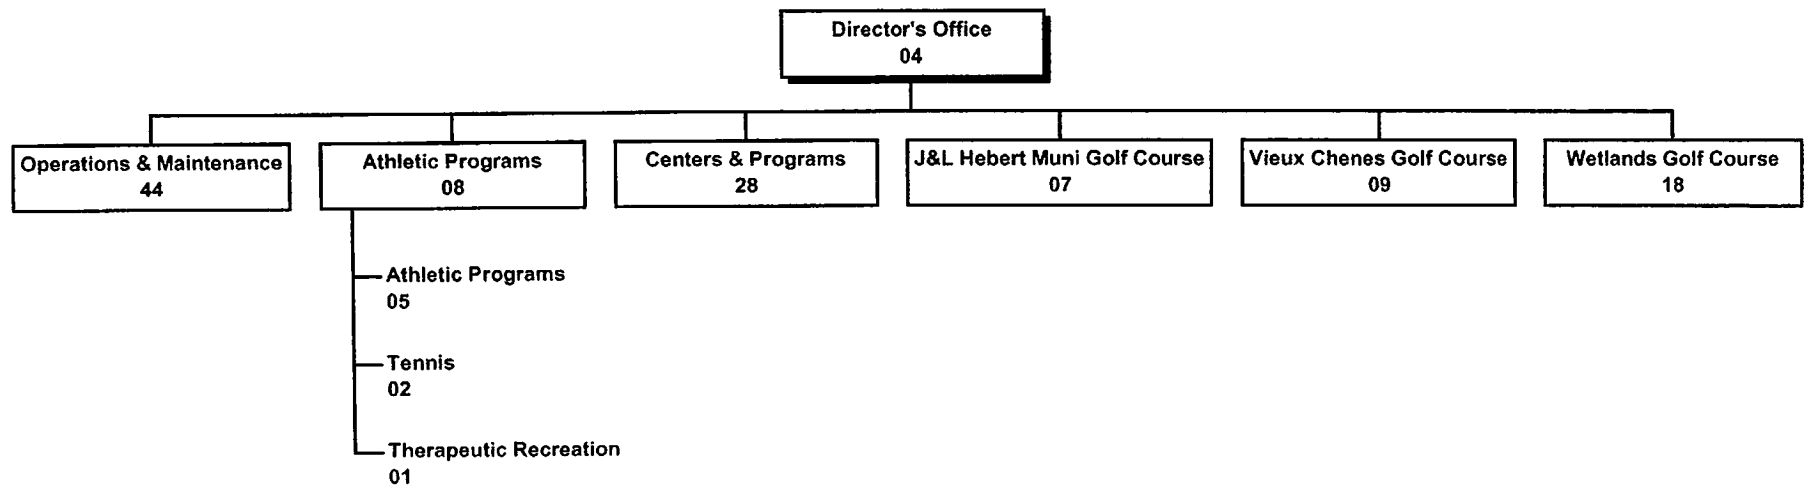 Director's Office
04
Operations & Maintenance
44
Athletic Programs
08
Centers & Programs
28
J&L Hebert Muni Golf Course
07
Vieux Chenes Golf Course
09
Wetlands Golf Course
18
Athletic Programs
05
Tennis
02
Therapeutic Recreation
01